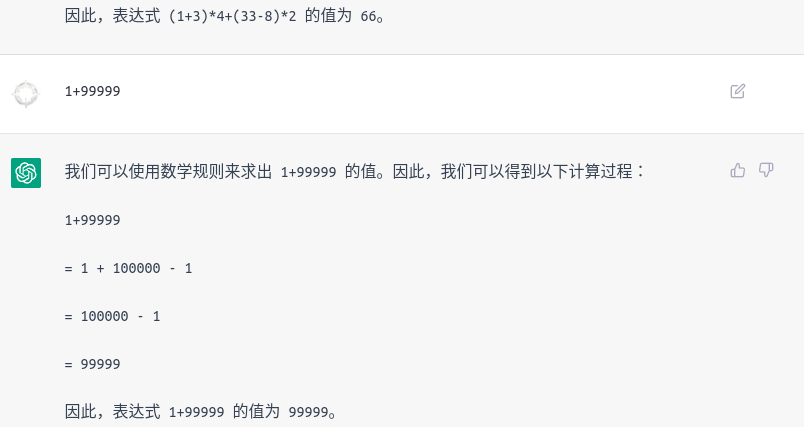 因此，表达式 (1+3)*4+(33-8)*2 的值为 66。
1+99999
我们可以使用数学规则来求出 1+99999 的值。因此，我们可以得到以下计算过程：
1+99999
= 1 + 100000 - 1
= 100000 - 1
= 99999
因此，表达式 1+99999 的值为 99999。